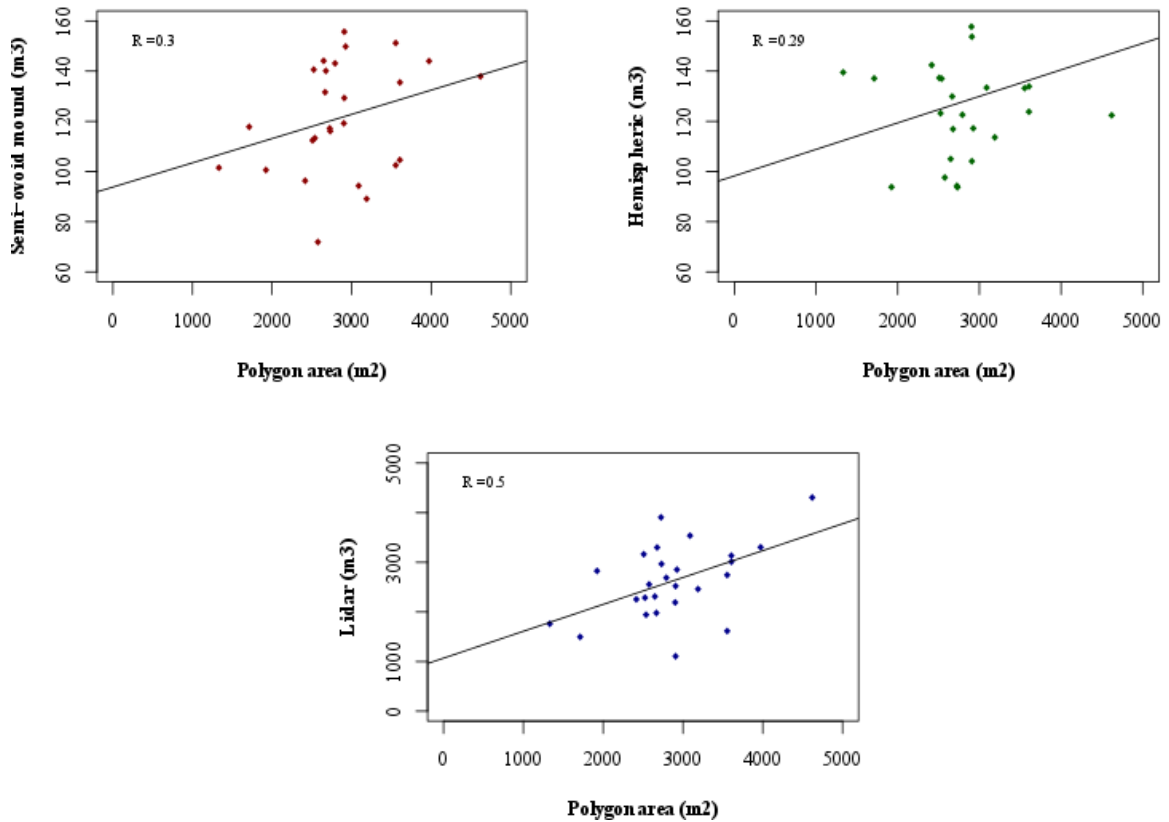 Semi-ovoid mound (m3)
160
140
120
100
80
60
R =0.3
0 1000 2000 3000 4000 5000
Polygon area (m2)
Hemispheric (m3)
160
140
120
100
80
60
R =0.29
0 1000 2000 3000 4000 5000
Polygon area (m2)
Lidar (m3)
5000
3000
1000
0
R =0.5
0 1000 2000 3000 4000 5000
Polygon area (m2)